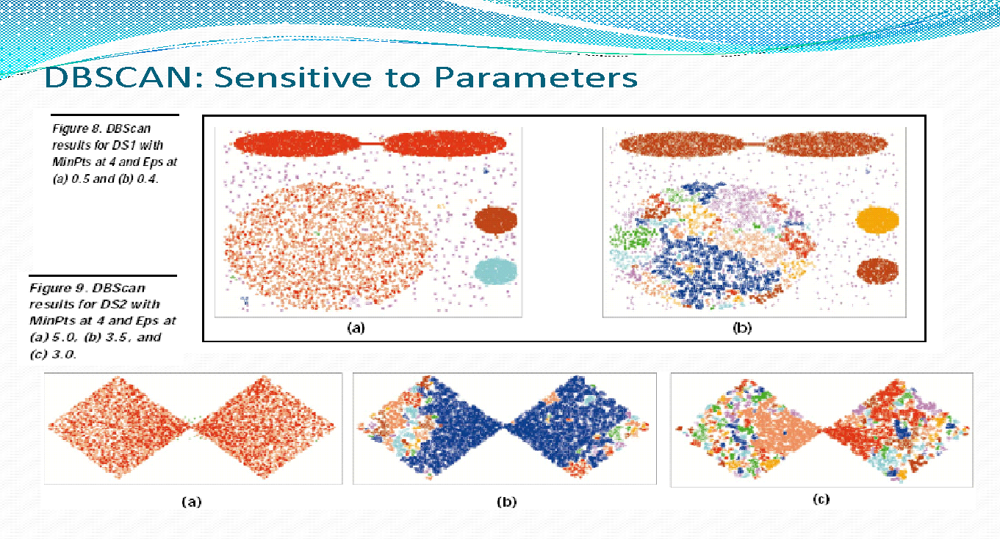 DBSCAN: Sensitive to Parameters
Figure 8. DBScan
results for DS1 with
MinPts at 4 and Eps at
(a) 0.5 and (b) 0.4.
(a)
(b)
Figure 9. DBScan
results for DS2 with
MinPts at 4 and Eps at
(a) 5.0, (b) 3.5, and
(c) 3.0.
(a)
(b)
(c)